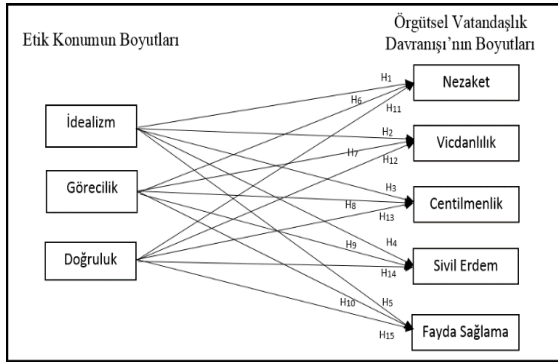 Etik Konumun Boyutları
Örgütsel Vatandaşlık
Davranışı'nın Boyutları
İdealizm
Görecilik
Doğruluk
H1
H6
H11
H2
H7
H12
H3
H8
H13
H4
H9
H14
H5
H10
H15
Nezaket
Vicdanlılık
Centilmenlik
Sivil Erdem
Fayda Sağlama